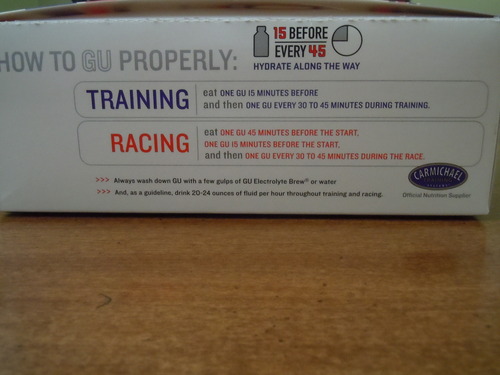 HOW TO GU PROPERLY:
15 BEFORE
EVERY 45
HYDRATE ALONG THE WAY
TRAINING
eat ONE GU 15 MINUTES BEFORE
and then ONE GU EVERY 30 TO 45 MINUTES DURING TRAINING.
RACING
eat ONE GU 45 MINUTES BEFORE THE START,
ONE GU 15 MINUTES BEFORE THE START,
and then ONE GU EVERY 30 TO 45 MINUTES DURING THE RACE.
>>> Always wash down GU with a few gulps of GU Electrolyte Brew® or water
>>> And, as a guideline, drink 20-24 ounces of fluid per hour throughout training and racing.
CARMICHAEL
Official Nutrition Supplier